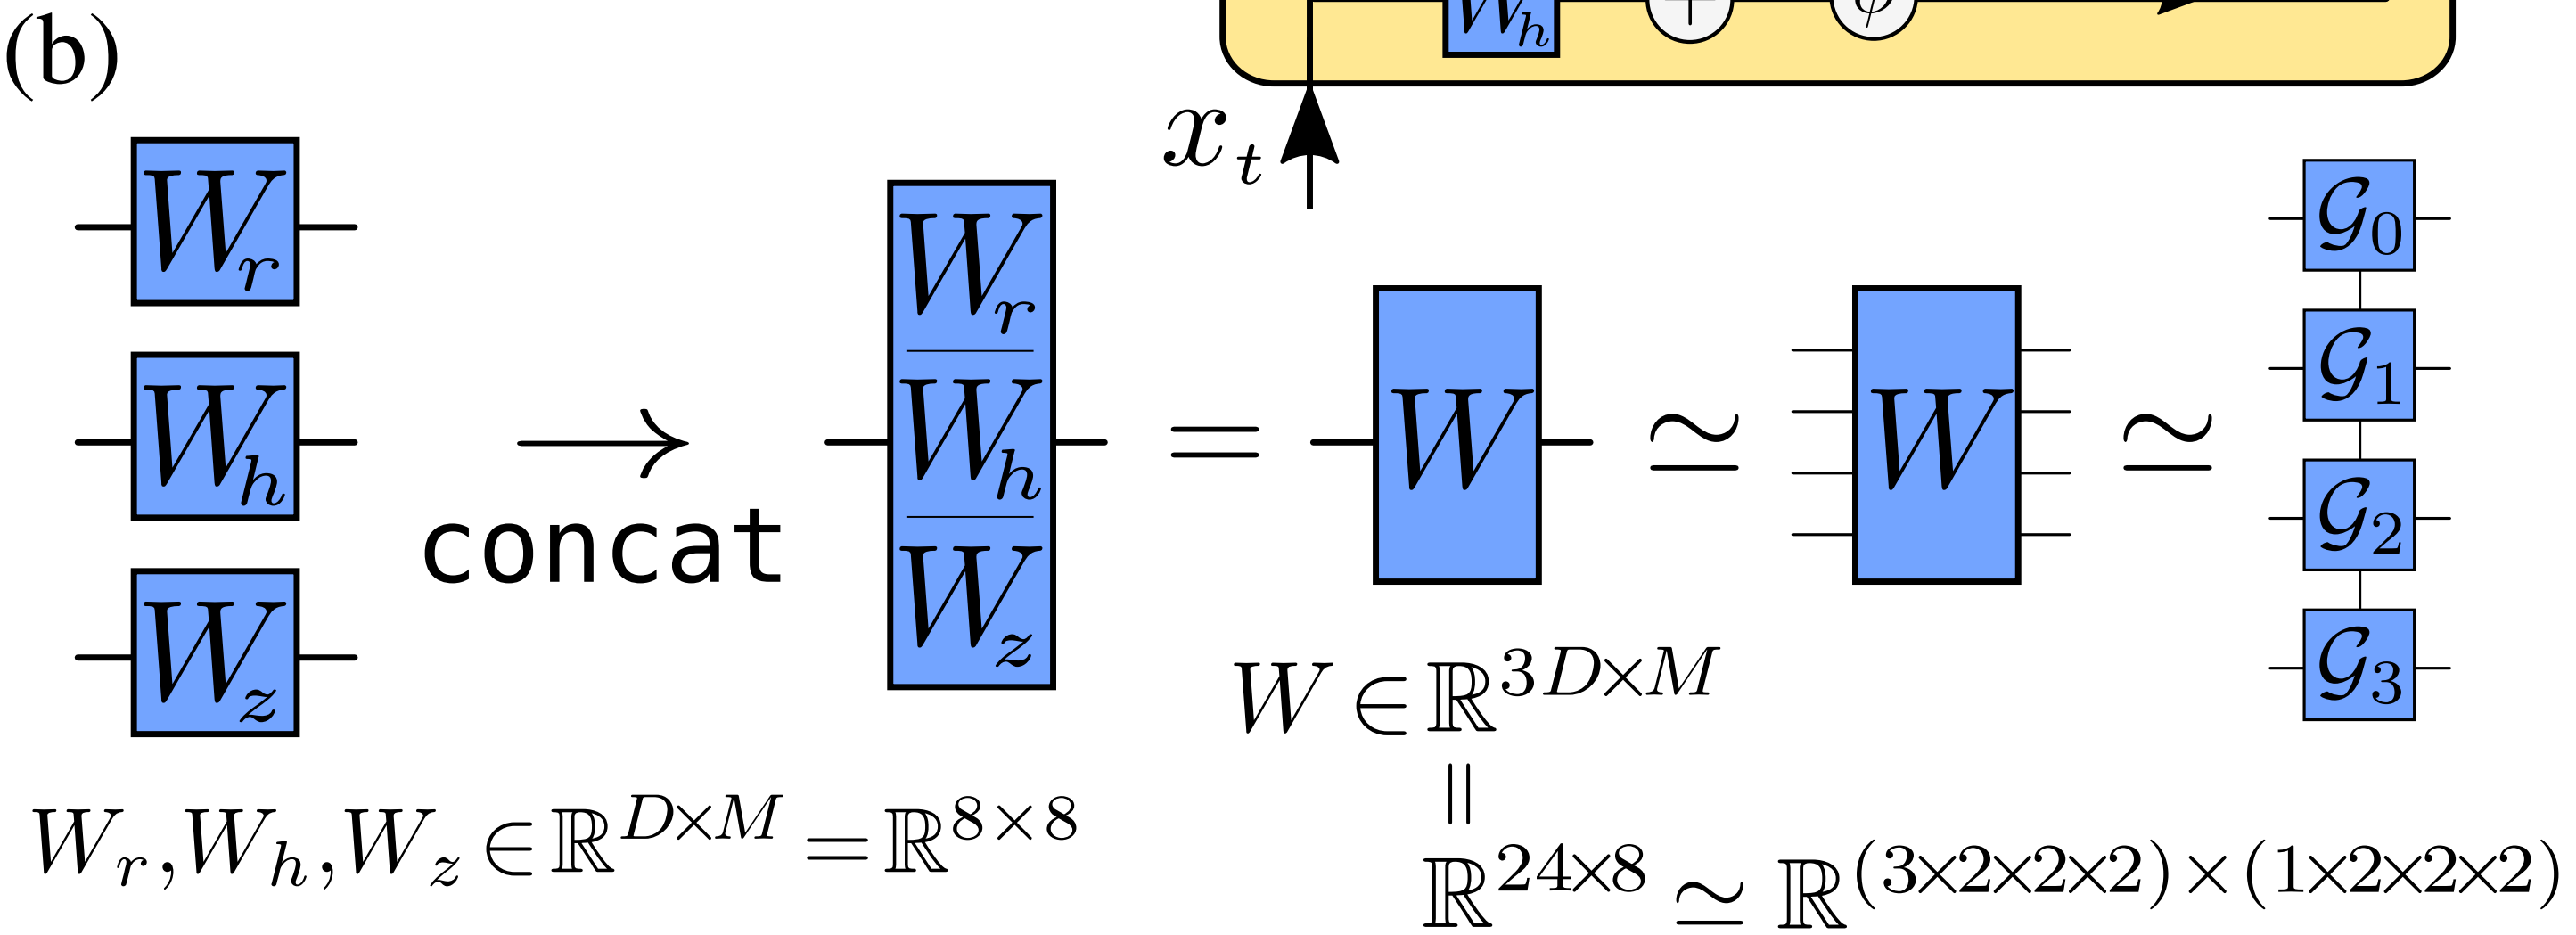 (b)
W_h + ϕ
x_t
W_r
W_h
W_z
→
concat
W_r
W_h
W_z
= W ≃ W ≃
𝒢_0
𝒢_1
𝒢_2
𝒢_3
W ∈ ℝ^{3D×M}
=
W_r, W_h, W_z ∈ ℝ^{D×M} = ℝ^{8×8}
ℝ^{24×8} ≃ ℝ^{(3×2×2×2)×(1×2×2×2)}